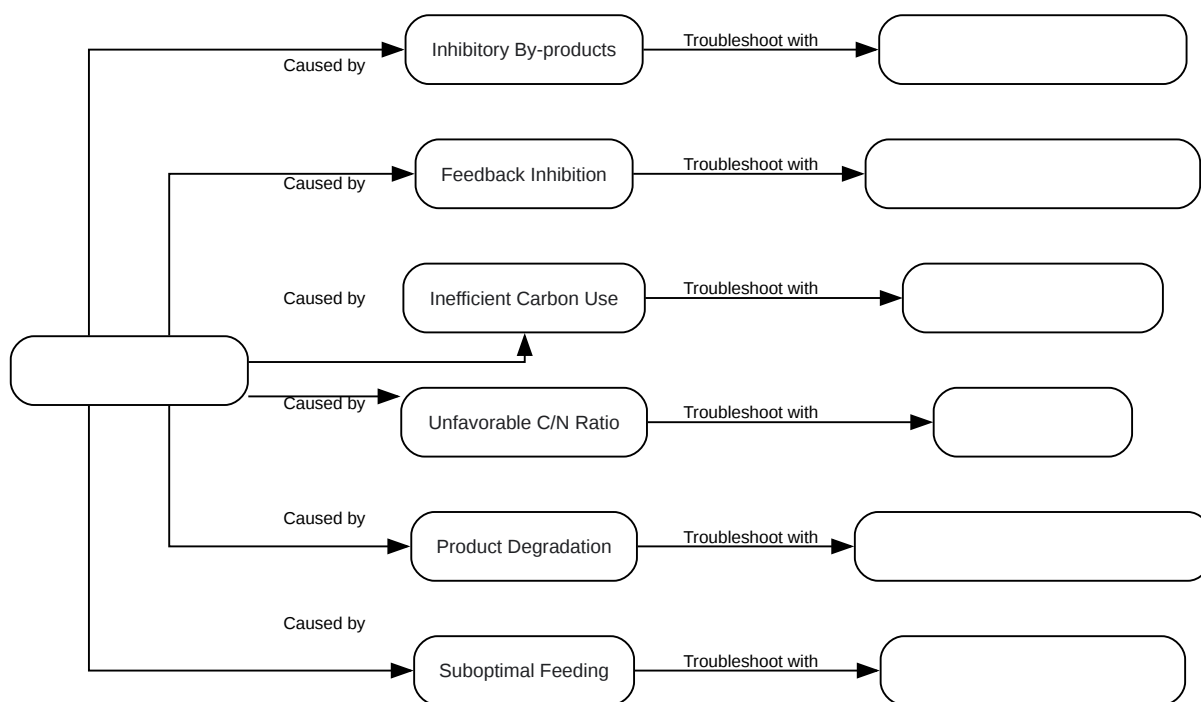 Inhibitory By-products
Troubleshoot with
Caused by
Feedback Inhibition
Troubleshoot with
Caused by
Inefficient Carbon Use
Troubleshoot with
Caused by
Unfavorable C/N Ratio
Troubleshoot with
Caused by
Product Degradation
Troubleshoot with
Caused by
Suboptimal Feeding
Troubleshoot with
Caused by